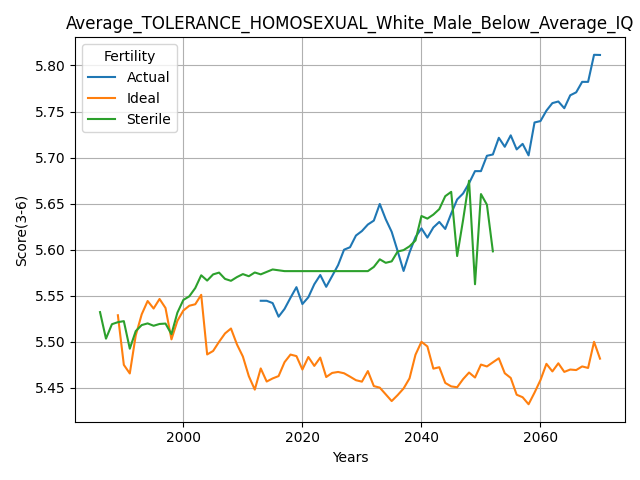 Average_TOLERANCE_HOMOSEXUAL_White_Male_Below_Average_IQ
Fertility
Actual
Ideal
Sterile
Score(3-6)
5.80
5.75
5.70
5.65
5.60
5.55
5.50
5.45
2000
2020
2040
2060
Years